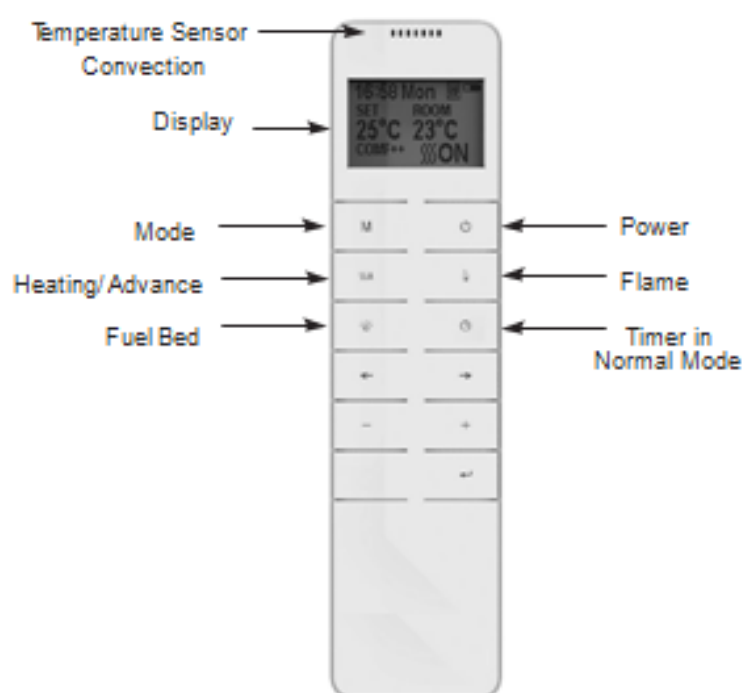 Temperature Sensor
Convection
Display
16:58 Mon
SET ROOM
25°C 23°C
COMF++ ON
Mode
M
Power
Heating/Advance
Flame
Fuel Bed
Timer in
Normal Mode
← →
- +
↵